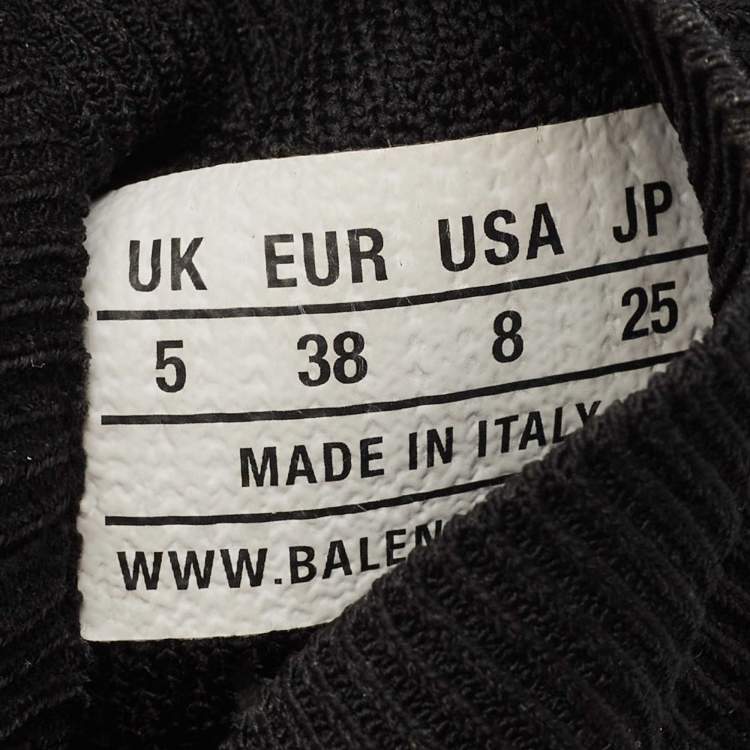 UK EUR USA JP
5 38 8 25
MADE IN ITALY
WWW.BALEN